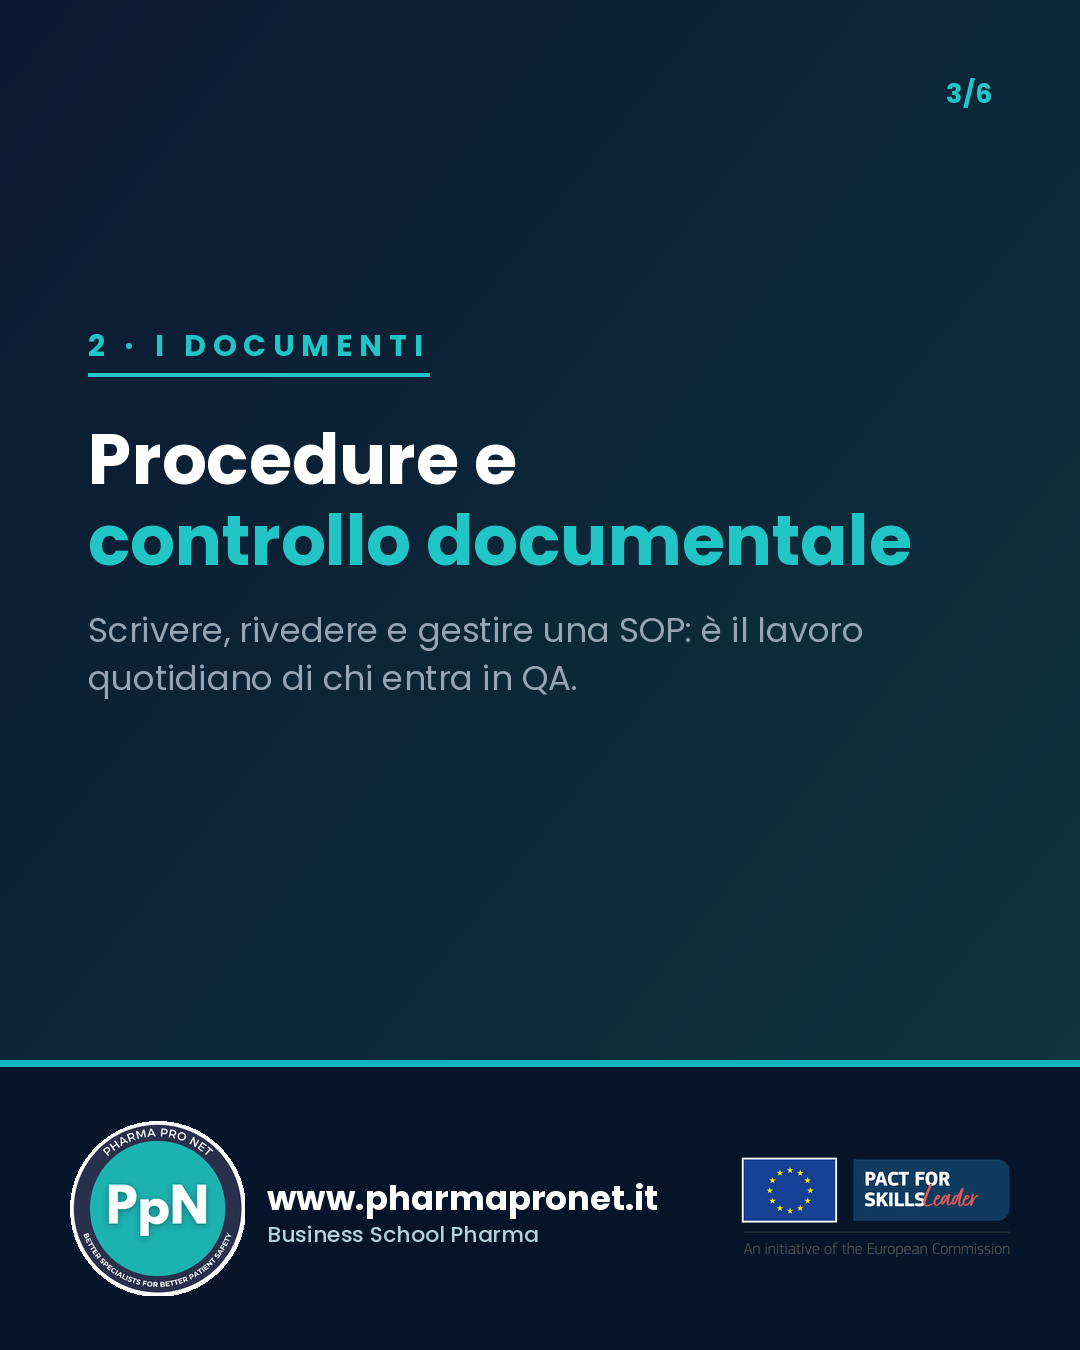 3/6
2 · I DOCUMENTI
Procedure e
controllo documentale
Scrivere, rivedere e gestire una SOP: è il lavoro
quotidiano di chi entra in QA.
PHARMA PRO NET
PpN
BETTER SPECIALISTS FOR BETTER PATIENT SAFETY
www.pharmapronet.it
Business School Pharma
PACT FOR
SKILLS Leader
An initiative of the European Commission